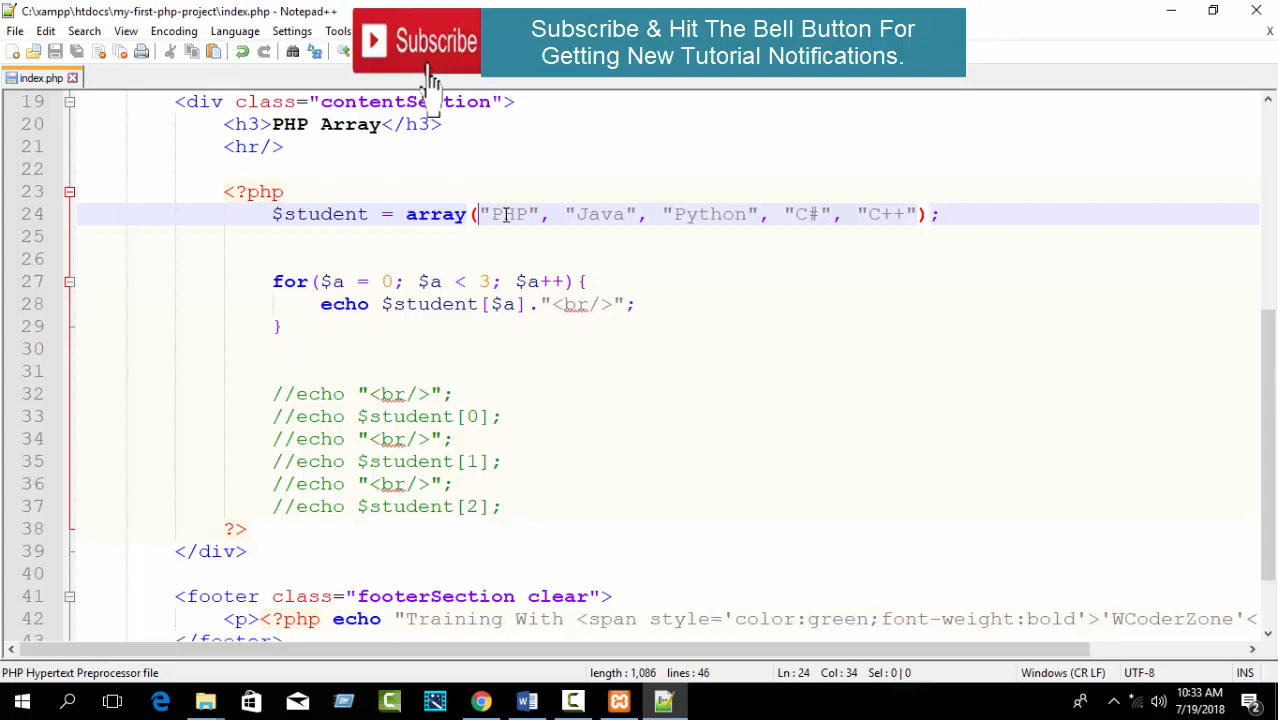 C:\xampp\htdocs\my-first-php-project\index.php - Notepad++
File Edit Search View Encoding Language Settings Tools
Subscribe
Subscribe & Hit The Bell Button For
Getting New Tutorial Notifications.
X
index.php
19 <div class="contentSection">
20 <h3>PHP Array</h3>
21 <hr/>
22
23 <?php
24 $student = array("PHP", "Java", "Python", "C#", "C++");
25
26
27 for($a = 0; $a < 3; $a++){
28 echo $student[$a]."<br/>";
29 }
30
31
32 //echo "<br/>";
33 //echo $student[0];
34 //echo "<br/>";
35 //echo $student[1];
36 //echo "<br/>";
37 //echo $student[2];
38 ?>
39 </div>
40
41 <footer class="footerSection clear">
42 <p><?php echo "Training With <span style='color:green;font-weight:bold'>'WCoderZone'<
43 </footer>
PHP Hypertext Preprocessor file length : 1,086 lines : 46 Ln : 24 Col : 34 Sel : 0 | 0 Windows (CR LF) UTF-8 INS
10:33 AM
7/19/2018
2